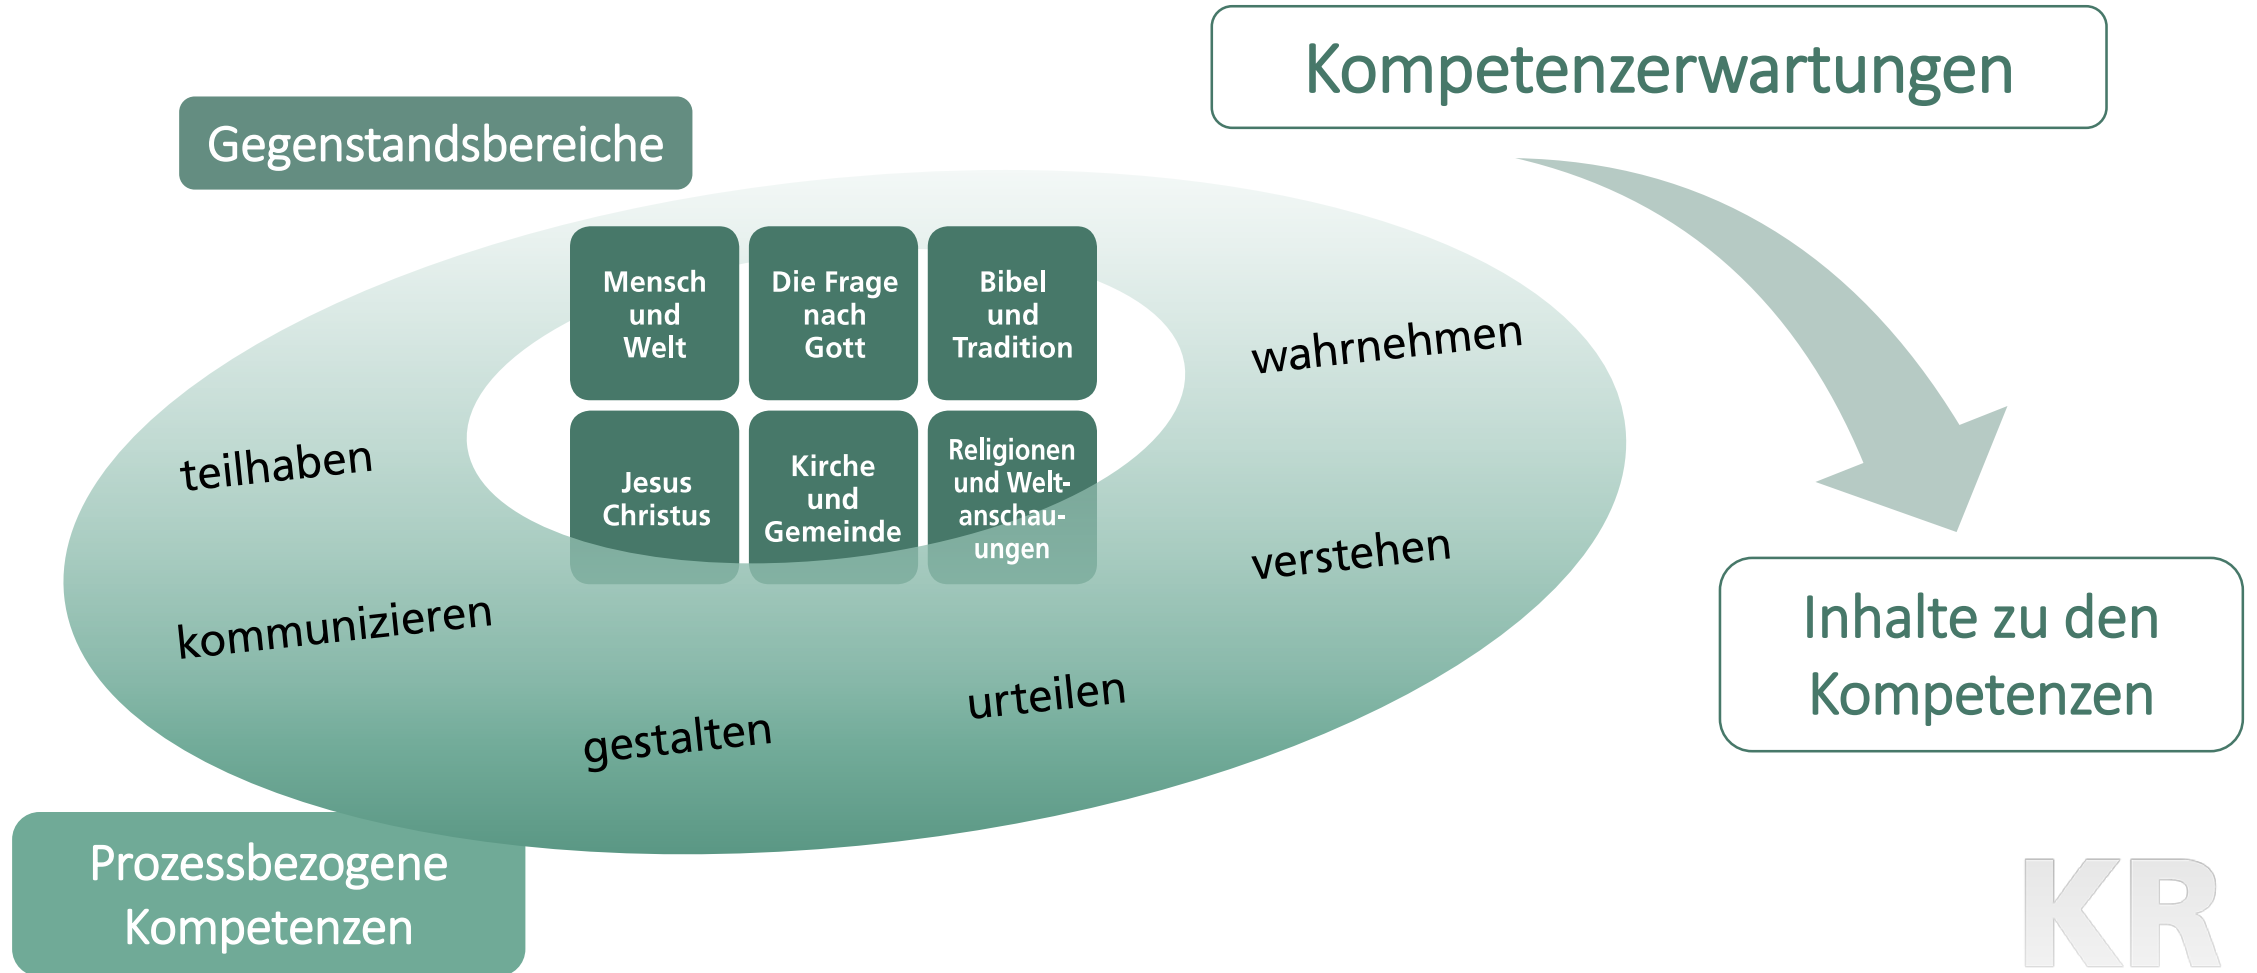 Kompetenzerwartungen
Gegenstandsbereiche
Mensch
und
Welt
Die Frage
nach
Gott
Bibel
und
Tradition
Jesus
Christus
Kirche
und
Gemeinde
Religionen
und Welt-
anschau-
ungen
wahrnehmen
verstehen
urteilen
gestalten
kommunizieren
teilhaben
Inhalte zu den
Kompetenzen
Prozessbezogene
Kompetenzen
KR